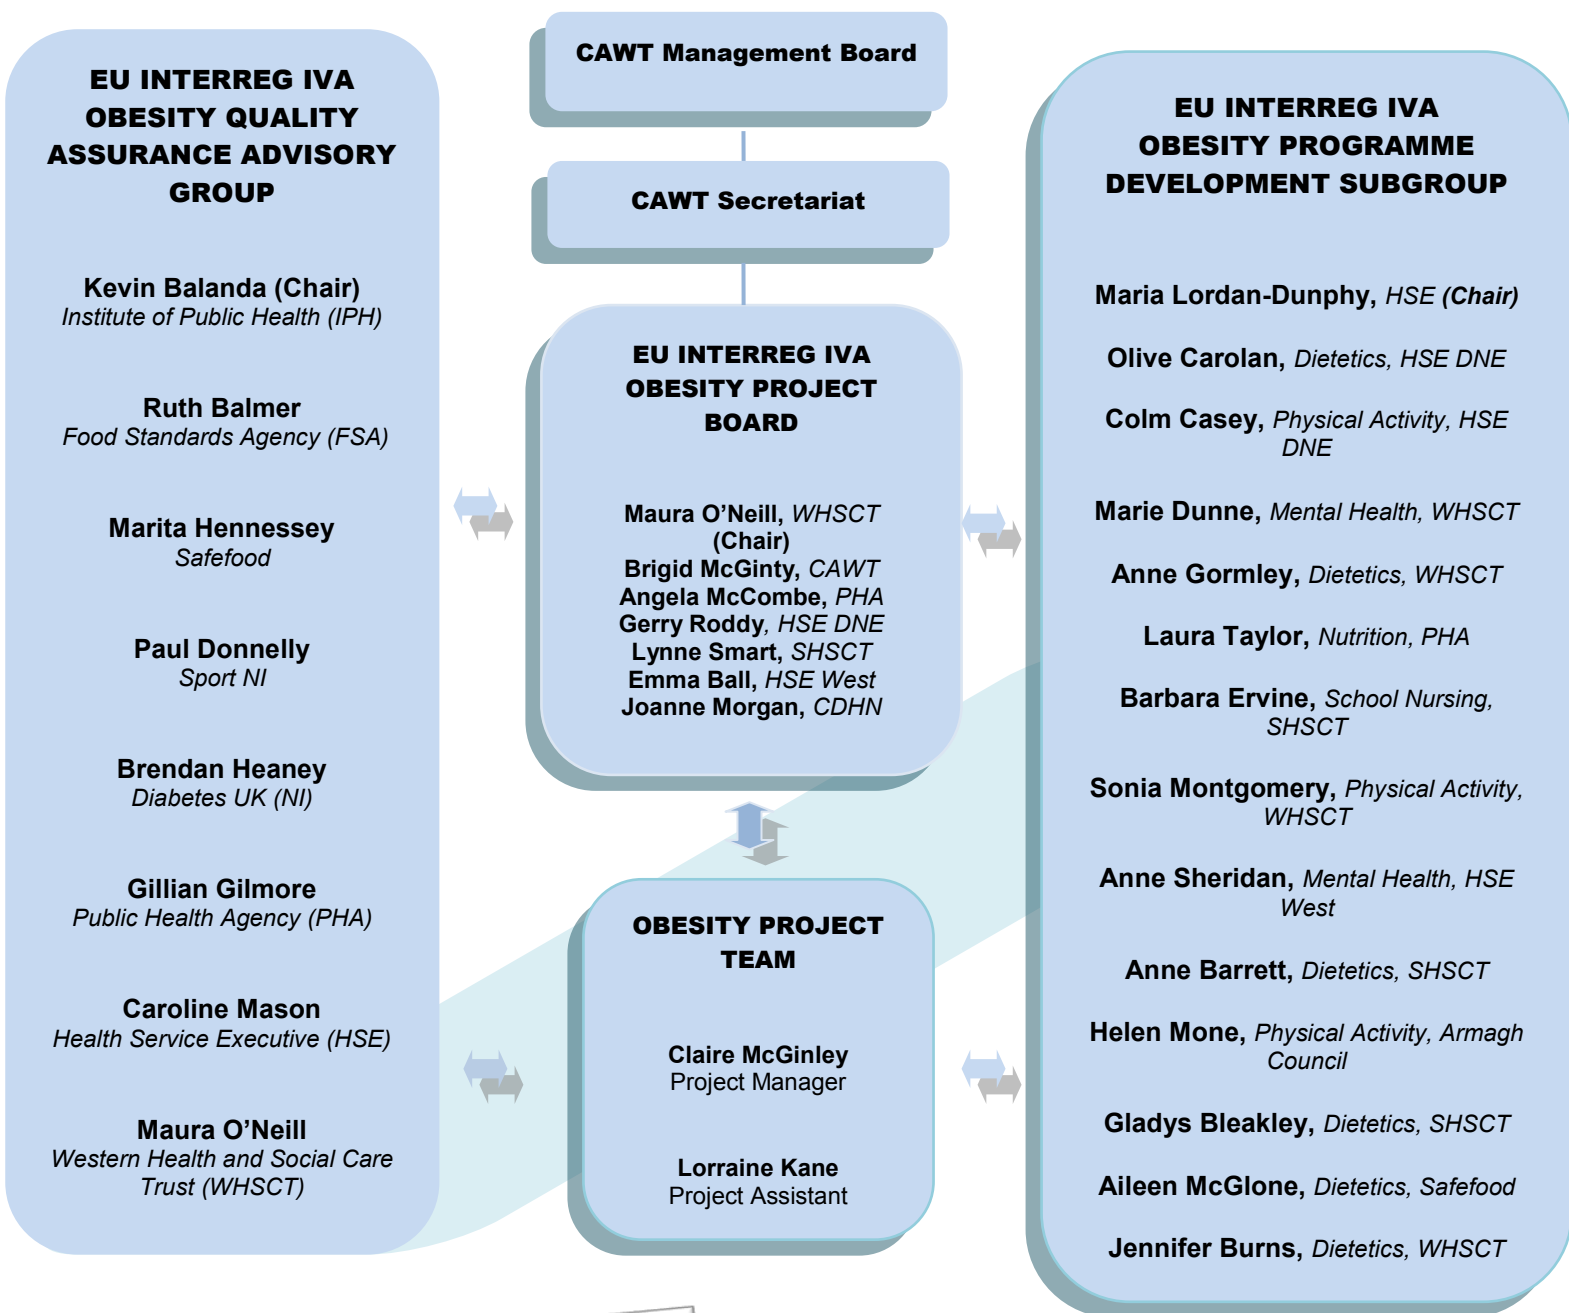 EU INTERREG IVA
OBESITY QUALITY
ASSURANCE ADVISORY
GROUP
Kevin Balanda (Chair)
Institute of Public Health (IPH)
Ruth Balmer
Food Standards Agency (FSA)
Marita Hennessey
Safefood
Paul Donnelly
Sport NI
Brendan Heaney
Diabetes UK (NI)
Gillian Gilmore
Public Health Agency (PHA)
Caroline Mason
Health Service Executive (HSE)
Maura O’Neill
Western Health and Social Care
Trust (WHSCT)
CAWT Management Board
CAWT Secretariat
EU INTERREG IVA
OBESITY PROJECT
BOARD
Maura O’Neill, WHSCT
(Chair)
Brigid McGinty, CAWT
Angela McCombe, PHA
Gerry Roddy, HSE DNE
Lynne Smart, SHSCT
Emma Ball, HSE West
Joanne Morgan, CDHN
OBESITY PROJECT
TEAM
Claire McGinley
Project Manager
Lorraine Kane
Project Assistant
EU INTERREG IVA
OBESITY PROGRAMME
DEVELOPMENT SUBGROUP
Maria Lordan-Dunphy, HSE (Chair)
Olive Carolan, Dietetics, HSE DNE
Colm Casey, Physical Activity, HSE
DNE
Marie Dunne, Mental Health, WHSCT
Anne Gormley, Dietetics, WHSCT
Laura Taylor, Nutrition, PHA
Barbara Ervine, School Nursing,
SHSCT
Sonia Montgomery, Physical Activity,
WHSCT
Anne Sheridan, Mental Health, HSE
West
Anne Barrett, Dietetics, SHSCT
Helen Mone, Physical Activity, Armagh
Council
Gladys Bleakley, Dietetics, SHSCT
Aileen McGlone, Dietetics, Safefood
Jennifer Burns, Dietetics, WHSCT